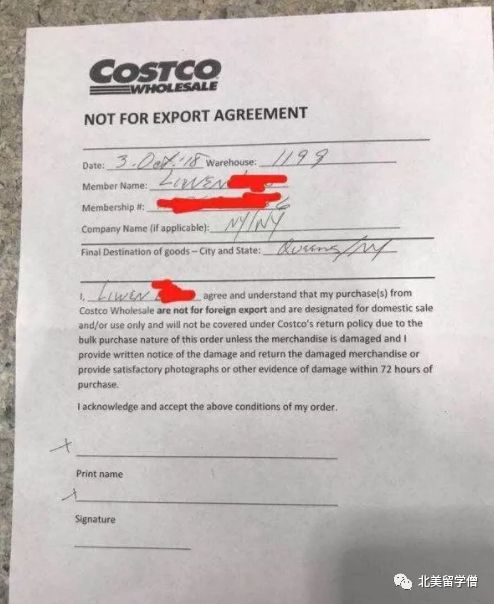 COSTCO
WHOLESALE
NOT FOR EXPORT AGREEMENT
Date: 3-Oct-'18 Warehouse: 1199
Member Name: LIWEN
Membership #:
Company Name (if applicable): NY/NY
Final Destination of goods – City and State: Queens/NY
I, LIWEN agree and understand that my purchase(s) from
Costco Wholesale are not for foreign export and are designated for domestic sale
and/or use only and will not be covered under Costco's return policy due to the
bulk purchase nature of this order unless the merchandise is damaged and I
provide written notice of the damage and return the damaged merchandise or
provide satisfactory photographs or other evidence of damage within 72 hours of
purchase.
I acknowledge and accept the above conditions of my order.
X
Print name
X
Signature
北美留学僧